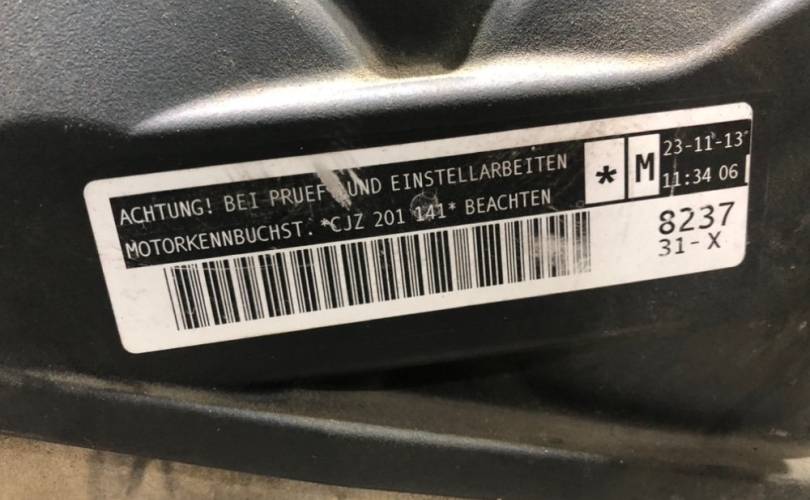 ACHTUNG! BEI PRUEF- UND EINSTELLARBEITEN
MOTORKENNBUCHST. *CJZ 201 141* BEACHTEN
* M
23-11-13
11:34 06
8237
31-X